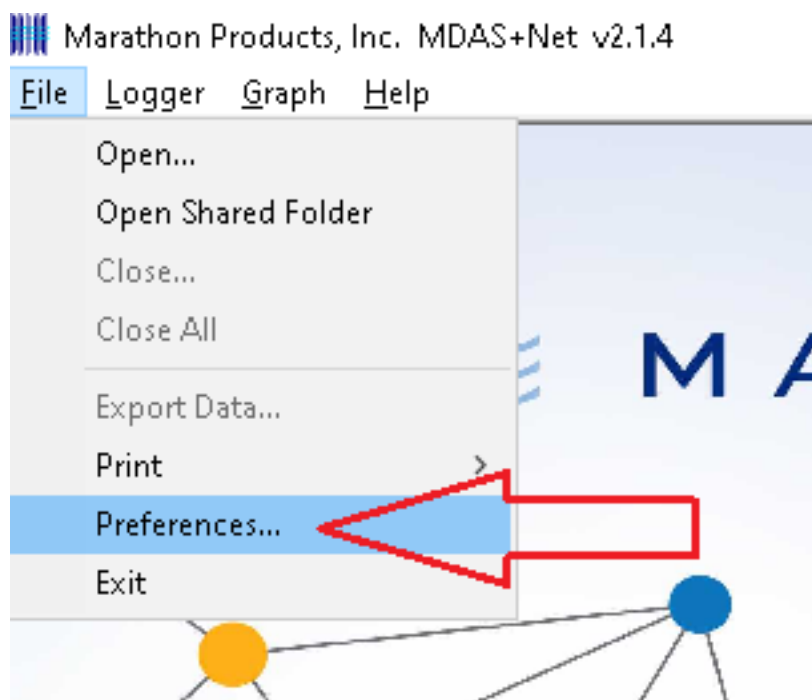 Marathon Products, Inc. MDAS+Net v2.1.4
File Logger Graph Help
Open...
Open Shared Folder
Close...
Close All
Export Data...
Print
Preferences...
Exit
M A